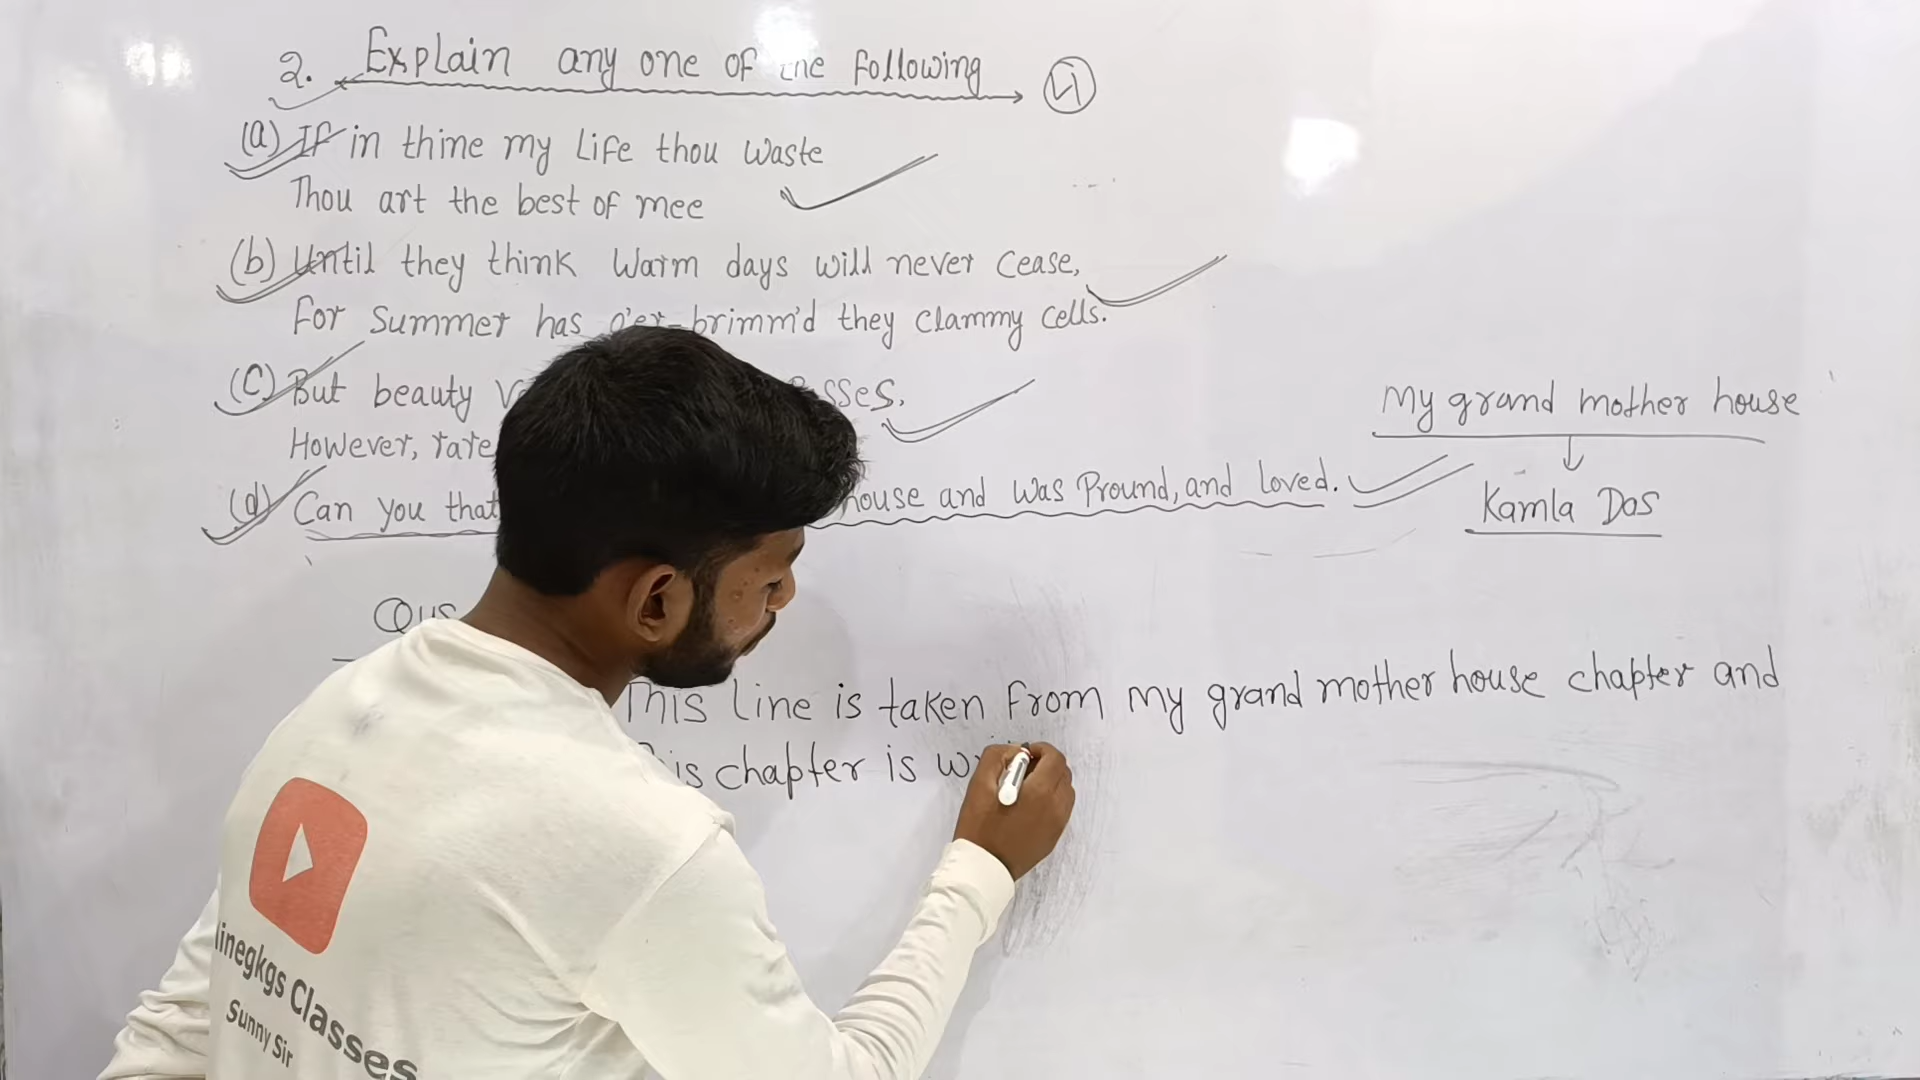 2. Explain any one of the following 4
(a) If in thine my Life thou waste
Thou art the best of mee
(b) Until they think Warm days will never cease,
For Summer has o'er-brimm'd they Clammy Cells.
(C) But beauty sses,
However, rare
(d) Can you that house and was Pround, and loved.
My grand mother house
Kamla Das
This Line is taken from My grand mother house chapter and
is chapter is
linegkgs Classes
Sunny Sir